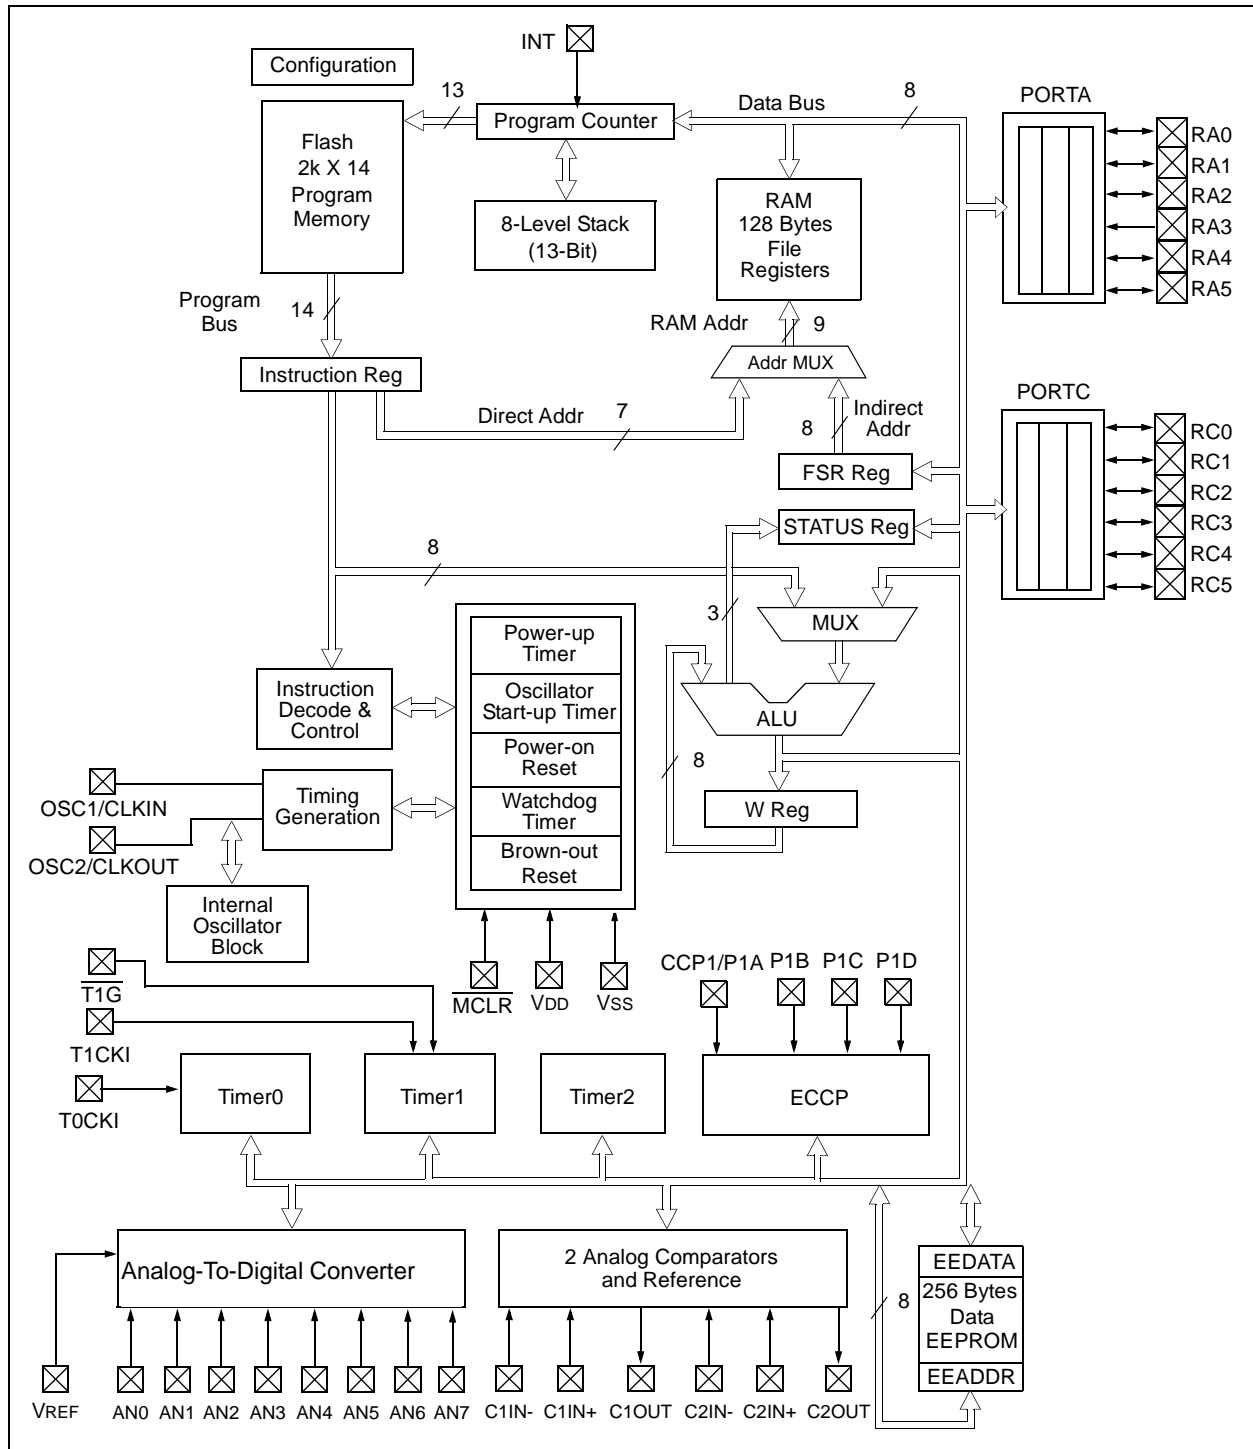 INT
Configuration
13
Data Bus
8
PORTA
Program Counter
Flash
2k X 14
Program
Memory
8-Level Stack
(13-Bit)
RAM
128 Bytes
File
Registers
RA0
RA1
RA2
RA3
RA4
RA5
Program
Bus
14
RAM Addr
9
Addr MUX
Instruction Reg
Direct Addr
7
Indirect
Addr
8
FSR Reg
STATUS Reg
PORTC
RC0
RC1
RC2
RC3
RC4
RC5
8
3
MUX
Power-up
Timer
Oscillator
Start-up Timer
Power-on
Reset
Watchdog
Timer
Brown-out
Reset
Instruction
Decode &
Control
ALU
8
W Reg
OSC1/CLKIN
Timing
Generation
OSC2/CLKOUT
Internal
Oscillator
Block
T1G
MCLR
VDD
VSS
CCP1/P1A
P1B
P1C
P1D
T1CKI
T0CKI
Timer0
Timer1
Timer2
ECCP
Analog-To-Digital Converter
2 Analog Comparators
and Reference
8
EEDATA
256 Bytes
Data
EEPROM
EEADDR
VREF
AN0
AN1
AN2
AN3
AN4
AN5
AN6
AN7
C1IN-
C1IN+
C1OUT
C2IN-
C2IN+
C2OUT